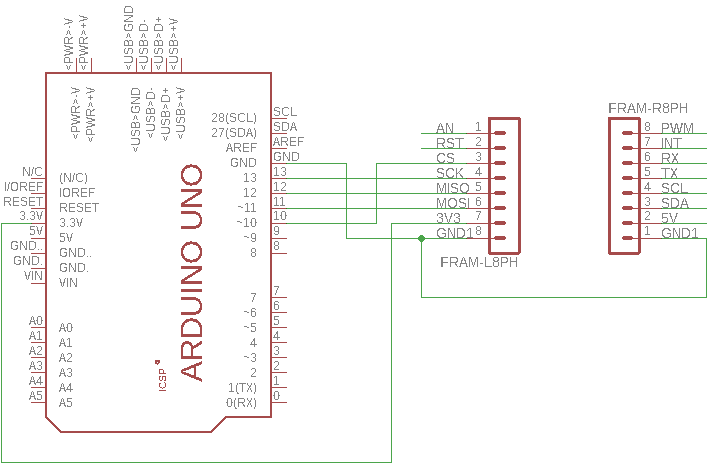 <PWR>-V
<PWR>+V
<USB>GND
<USB>D-
<USB>D+
<USB>+V
<PWR>-V
<PWR>+V
<USB>GND
<USB>D-
<USB>D+
<USB>+V
28(SCL) SCL
27(SDA) SDA
AREF AREF
GND GND
N/C (N/C) 13 13
I/OREF IOREF 12 12
RESET RESET ~11 11
3.3V 3.3V ~10 10
5V 5V ~9 9
GND.. GND.. 8 8
GND. GND.
VIN VIN
7 7
~6 6
A0 A0 ~5 5
A1 A1 4 4
A2 A2 ~3 3
A3 A3 2 2
A4 A4 1(TX) 1
A5 A5 0(RX) 0
ARDUINO UNO
ICSP
AN 1
RST 2
CS 3
SCK 4
MISO 5
MOSI 6
3V3 7
GND1 8
FRAM-L8PH
FRAM-R8PH
8 PWM
7 INT
6 RX
5 TX
4 SCL
3 SDA
2 5V
1 GND1